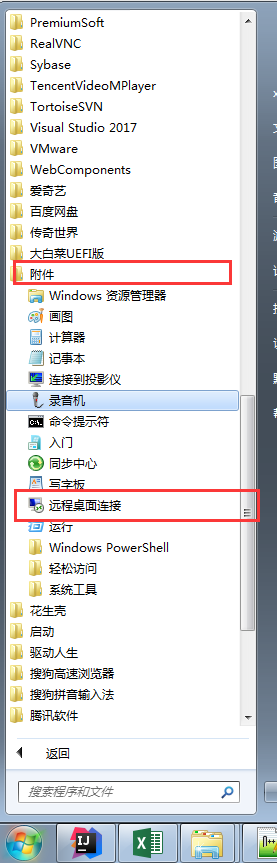 PremiumSoft
RealVNC
Sybase
TencentVideoMPlayer
TortoiseSVN
Visual Studio 2017
VMware
WebComponents
爱奇艺
百度网盘
传奇世界
大白菜UEFI版
附件
Windows 资源管理器
画图
计算器
记事本
连接到投影仪
录音机
命令提示符
入门
同步中心
写字板
远程桌面连接
运行
Windows PowerShell
轻松访问
系统工具
花生壳
启动
驱动人生
搜狗高速浏览器
搜狗拼音输入法
腾讯软件
返回
搜索程序和文件